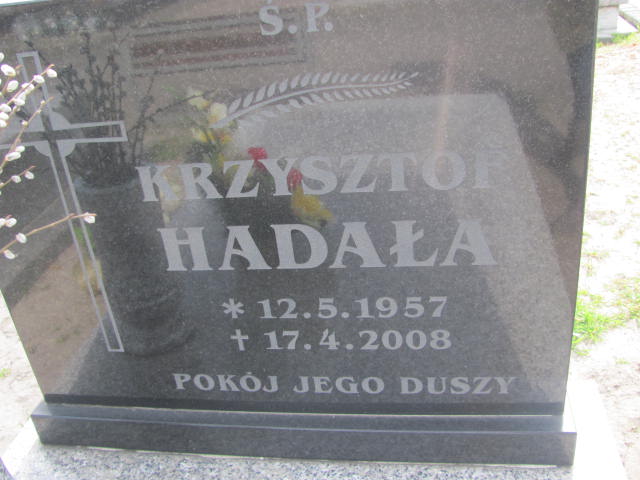 Ś.P.
KRZYSZTOF
HADAŁA
* 12.5.1957
✝ 17.4.2008
POKÓJ JEGO DUSZY